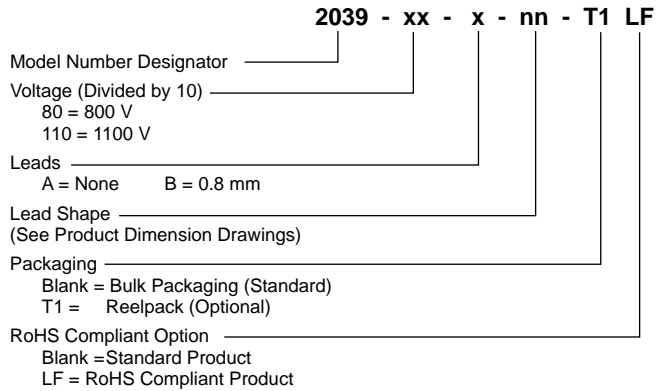 2039 - xx - x - nn - T1 LF
Model Number Designator
Voltage (Divided by 10)
80 = 800 V
110 = 1100 V
Leads
A = None B = 0.8 mm
Lead Shape
(See Product Dimension Drawings)
Packaging
Blank = Bulk Packaging (Standard)
T1 = Reelpack (Optional)
RoHS Compliant Option
Blank =Standard Product
LF = RoHS Compliant Product